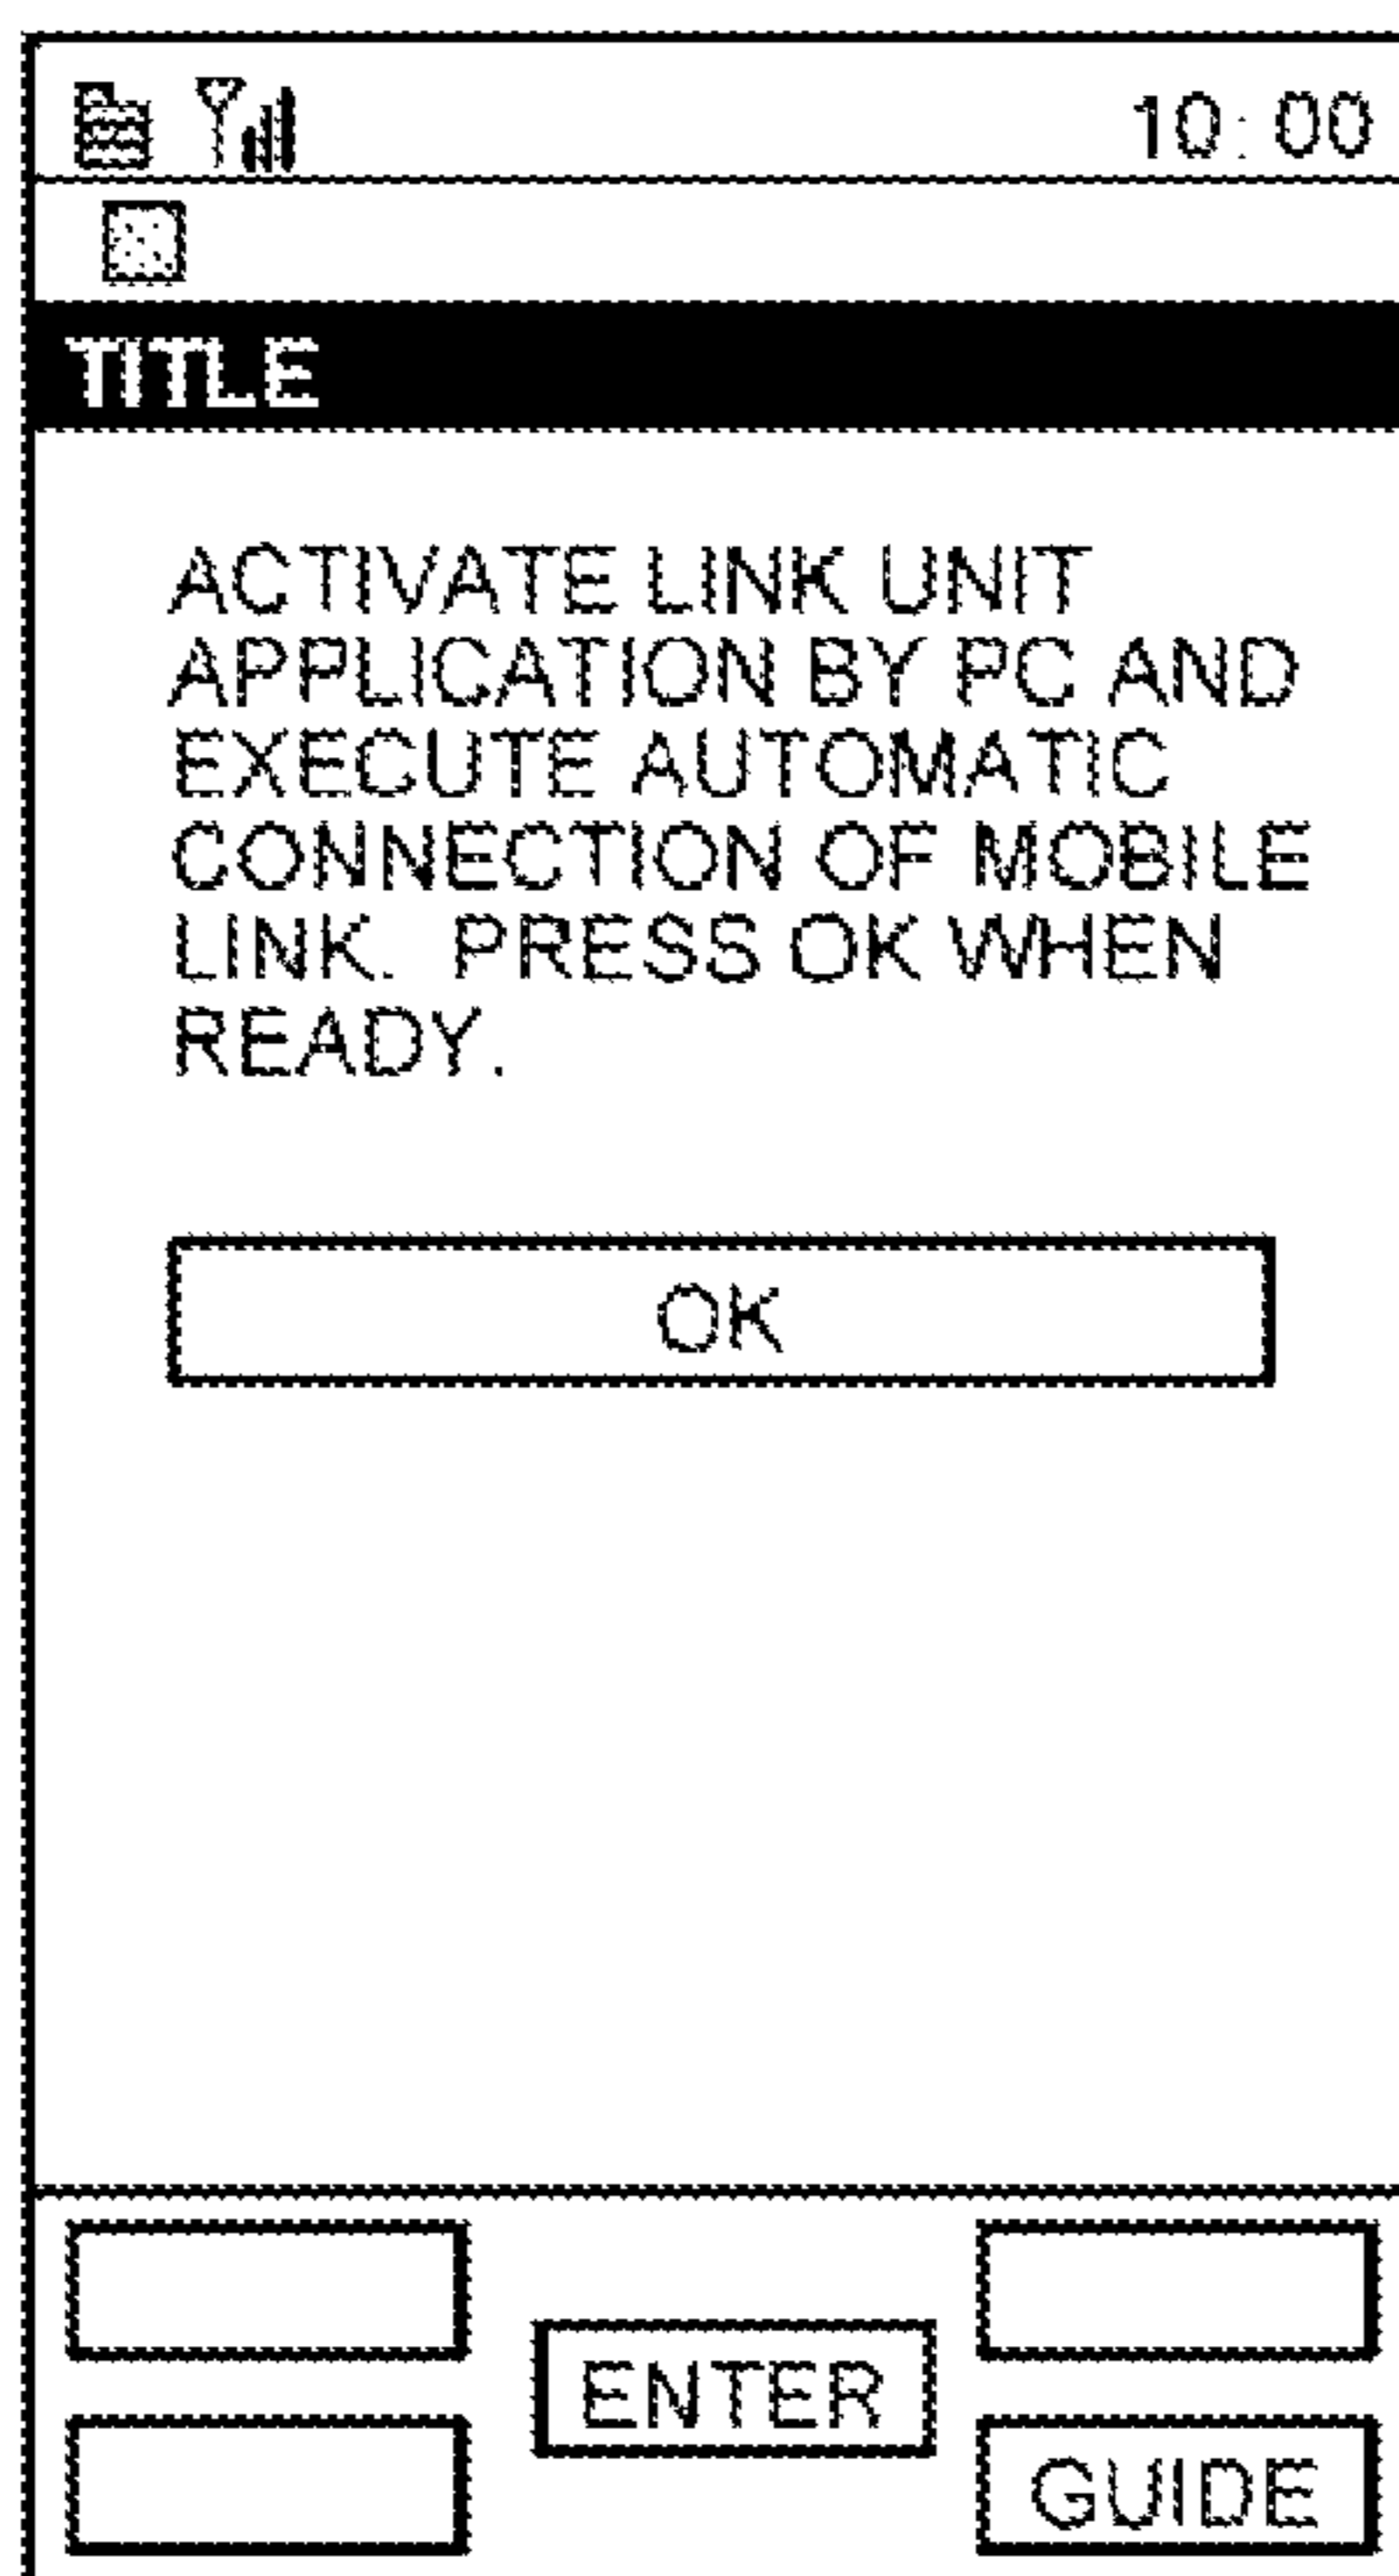 10:00
TITLE
ACTIVATE LINK UNIT
APPLICATION BY PC AND
EXECUTE AUTOMATIC
CONNECTION OF MOBILE
LINK. PRESS OK WHEN
READY.
OK
ENTER
GUIDE